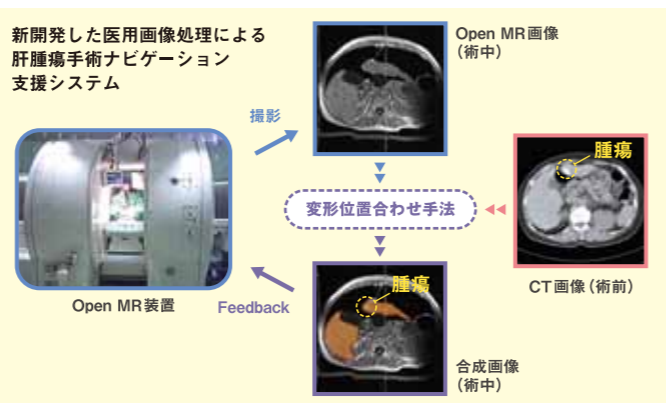 新開発した医用画像処理による
肝腫瘍手術ナビゲーション
支援システム
Open MR画像
(術中)
撮影
腫瘍
変形位置合わせ手法
CT画像(術前)
Open MR装置
Feedback
腫瘍
合成画像
(術中)